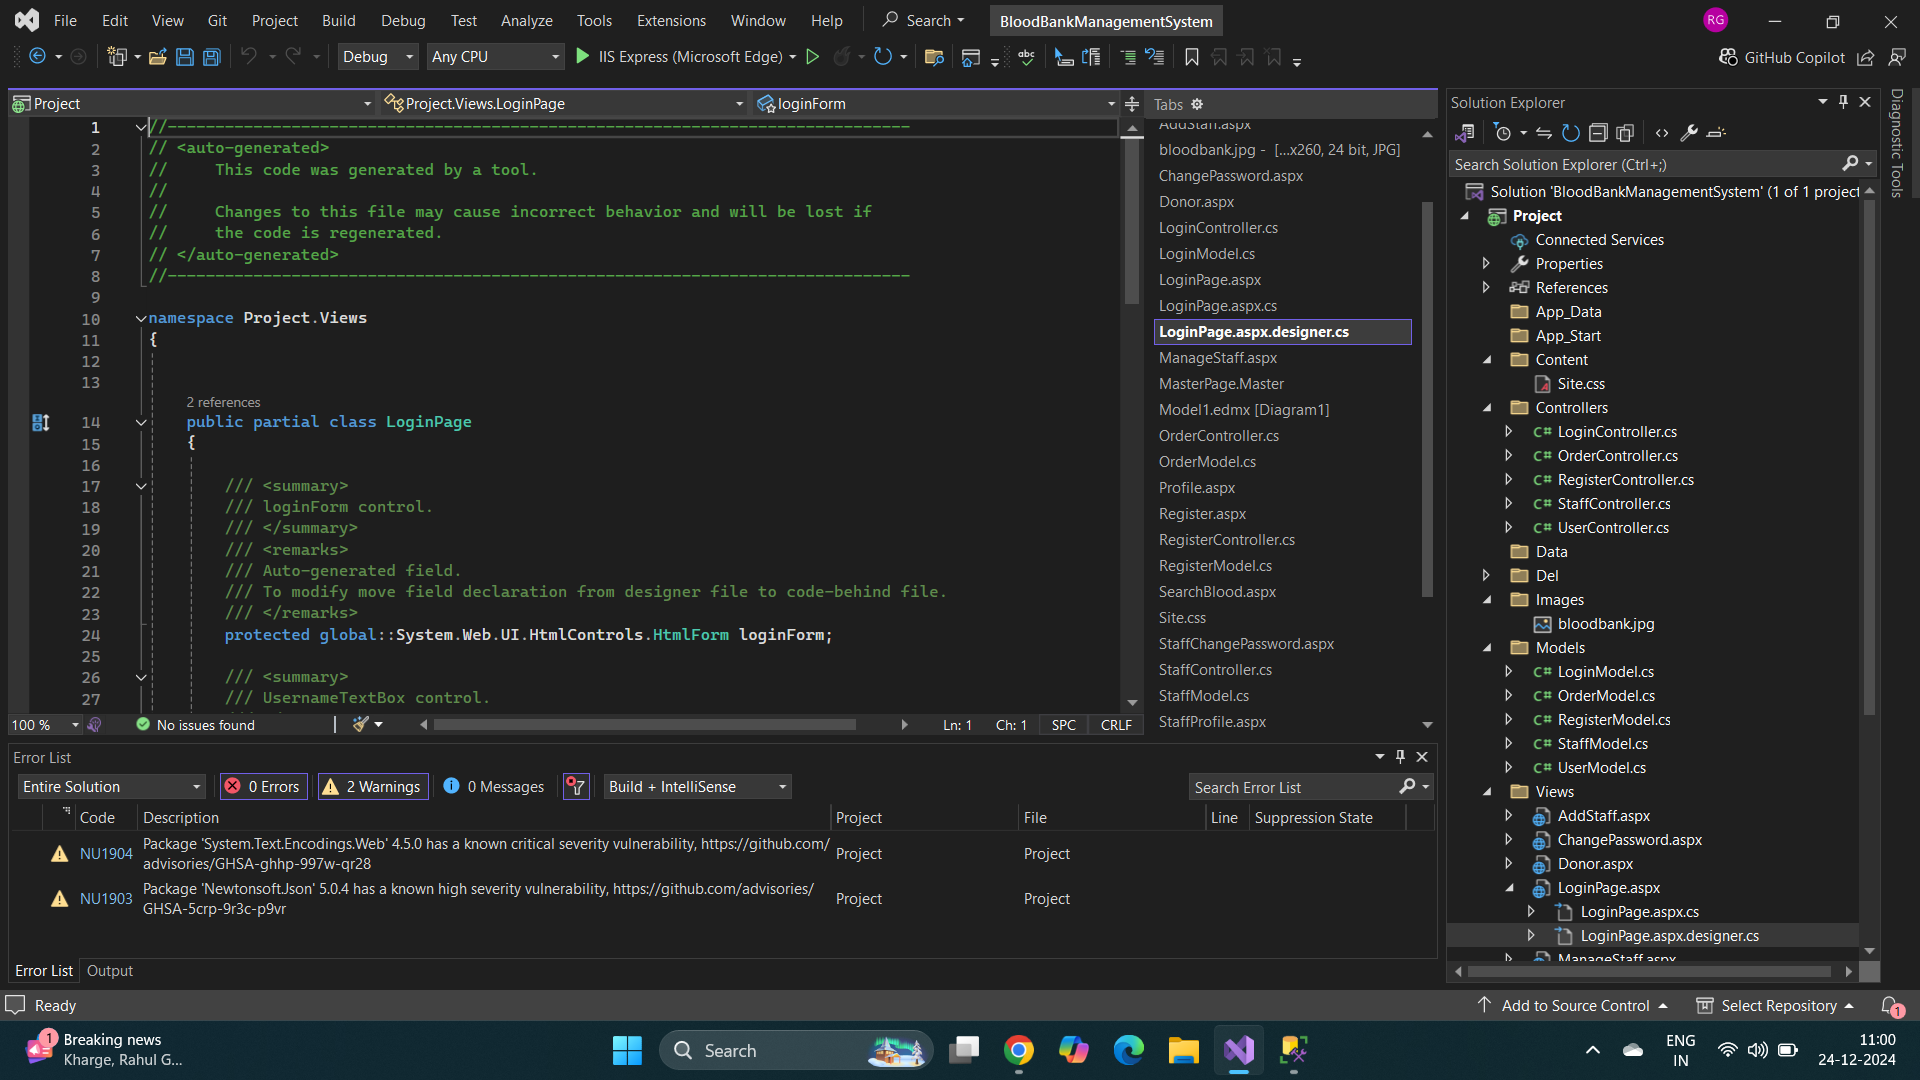 File Edit View Git Project Build Debug Test Analyze Tools Extensions Window Help Search BloodBankManagementSystem RG
Debug Any CPU IIS Express (Microsoft Edge) abc GitHub Copilot
Project Project.Views.LoginPage loginForm
1 //------------------------------------------------------------------------------
2 // <auto-generated>
3 //     This code was generated by a tool.
4 //
5 //     Changes to this file may cause incorrect behavior and will be lost if
6 //     the code is regenerated.
7 // </auto-generated>
8 //------------------------------------------------------------------------------
9
10 namespace Project.Views
11 {
12
13
2 references
14 public partial class LoginPage
15 {
16
17 /// <summary>
18 /// loginForm control.
19 /// </summary>
20 /// <remarks>
21 /// Auto-generated field.
22 /// To modify move field declaration from designer file to code-behind file.
23 /// </remarks>
24 protected global::System.Web.UI.HtmlControls.HtmlForm loginForm;
25
26 /// <summary>
27 /// UsernameTextBox control.
100 % No issues found Ln: 1 Ch: 1 SPC CRLF
Tabs
AddStaff.aspx
bloodbank.jpg - [...x260, 24 bit, JPG]
ChangePassword.aspx
Donor.aspx
LoginController.cs
LoginModel.cs
LoginPage.aspx
LoginPage.aspx.cs
LoginPage.aspx.designer.cs
ManageStaff.aspx
MasterPage.Master
Model1.edmx [Diagram1]
OrderController.cs
OrderModel.cs
Profile.aspx
Register.aspx
RegisterController.cs
RegisterModel.cs
SearchBlood.aspx
Site.css
StaffChangePassword.aspx
StaffController.cs
StaffModel.cs
StaffProfile.aspx
Solution Explorer
Search Solution Explorer (Ctrl+;)
Solution 'BloodBankManagementSystem' (1 of 1 project
Project
Connected Services
Properties
References
App_Data
App_Start
Content
Site.css
Controllers
C# LoginController.cs
C# OrderController.cs
C# RegisterController.cs
C# StaffController.cs
C# UserController.cs
Data
Del
Images
bloodbank.jpg
Models
C# LoginModel.cs
C# OrderModel.cs
C# RegisterModel.cs
C# StaffModel.cs
C# UserModel.cs
Views
AddStaff.aspx
ChangePassword.aspx
Donor.aspx
LoginPage.aspx
LoginPage.aspx.cs
LoginPage.aspx.designer.cs
ManageStaff.aspx
Diagnostic Tools
Error List
Entire Solution 0 Errors 2 Warnings 0 Messages Build + IntelliSense Search Error List
Code Description Project File Line Suppression State
NU1904 Package 'System.Text.Encodings.Web' 4.5.0 has a known critical severity vulnerability, https://github.com/ Project Project
advisories/GHSA-ghhp-997w-qr28
NU1903 Package 'Newtonsoft.Json' 5.0.4 has a known high severity vulnerability, https://github.com/advisories/ Project Project
GHSA-5crp-9r3c-p9vr
Error List Output
Ready Add to Source Control Select Repository 1
1 Breaking news
Kharge, Rahul G...
Search
ENG
IN
11:00
24-12-2024